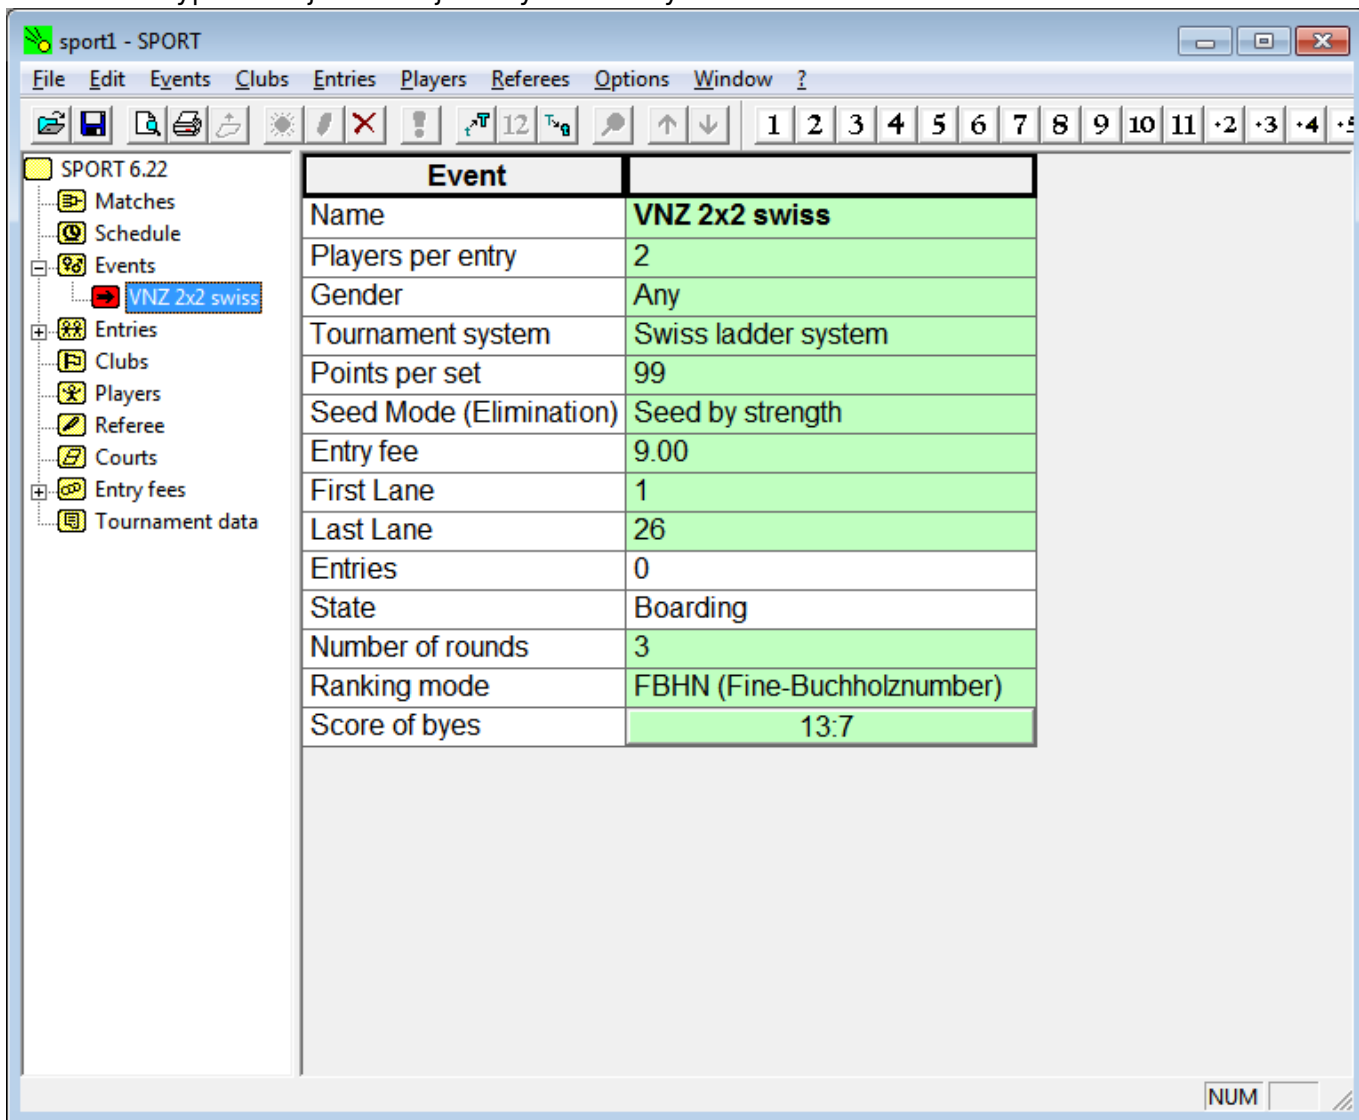 sport1 - SPORT
File Edit Events Clubs Entries Players Referees Options Window ?
12 1 2 3 4 5 6 7 8 9 10 11 +2 +3 +4
SPORT 6.22
Matches
Schedule
Events
VNZ 2x2 swiss
Entries
Clubs
Players
Referee
Courts
Entry fees
Tournament data
Event
Name VNZ 2x2 swiss
Players per entry 2
Gender Any
Tournament system Swiss ladder system
Points per set 99
Seed Mode (Elimination) Seed by strength
Entry fee 9.00
First Lane 1
Last Lane 26
Entries 0
State Boarding
Number of rounds 3
Ranking mode FBHN (Fine-Buchholznumber)
Score of byes 13:7
NUM